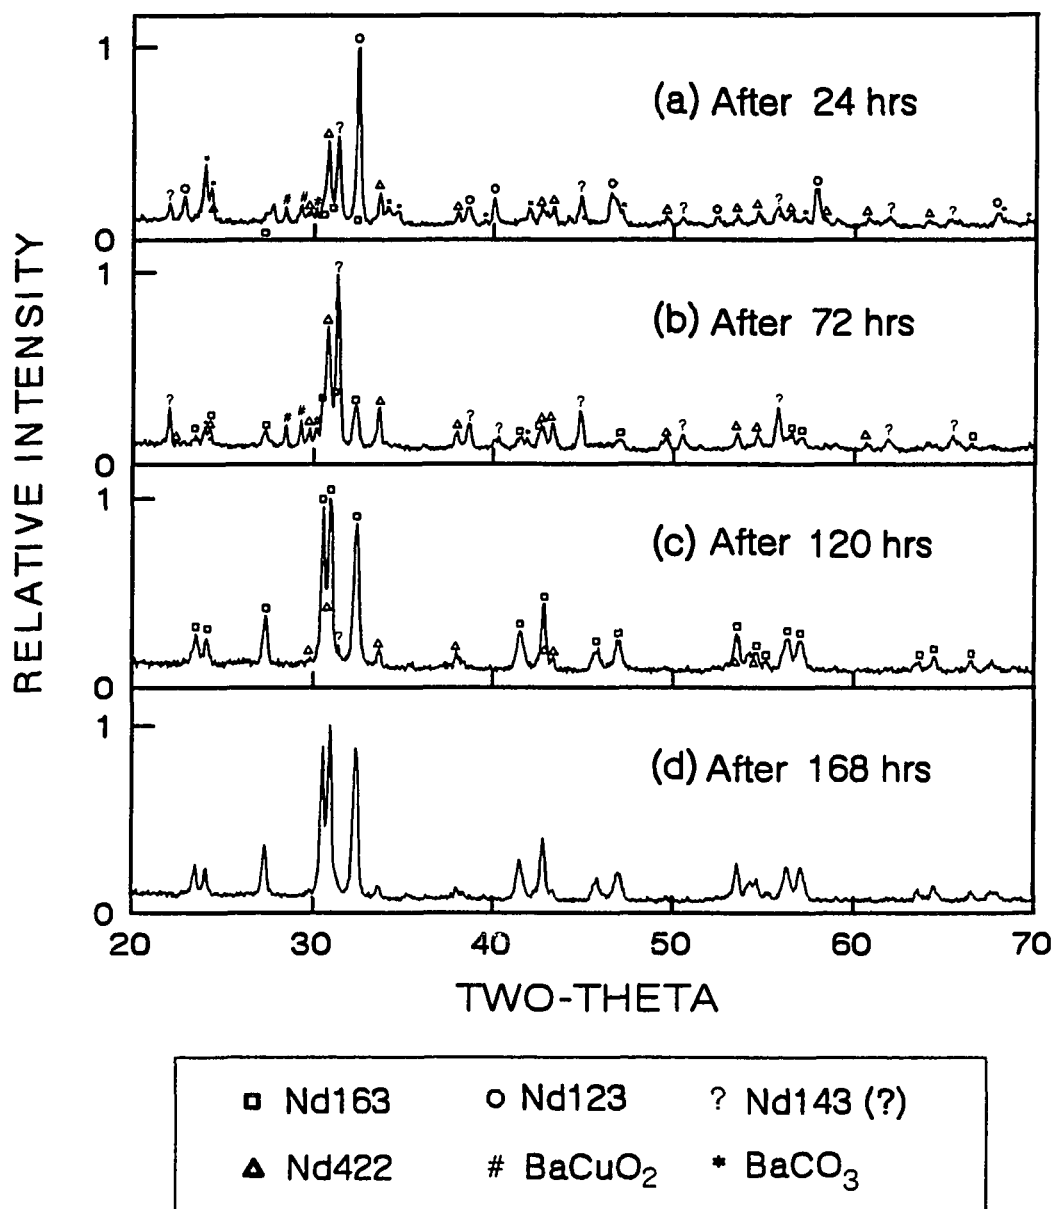 RELATIVE INTENSITY
1
0
(a) After 24 hrs
1
0
(b) After 72 hrs
1
0
(c) After 120 hrs
1
0
(d) After 168 hrs
20 30 40 50 60 70
TWO-THETA
□ Nd163 ○ Nd123 ? Nd143 (?)
△ Nd422 # BaCuO₂ * BaCO₃